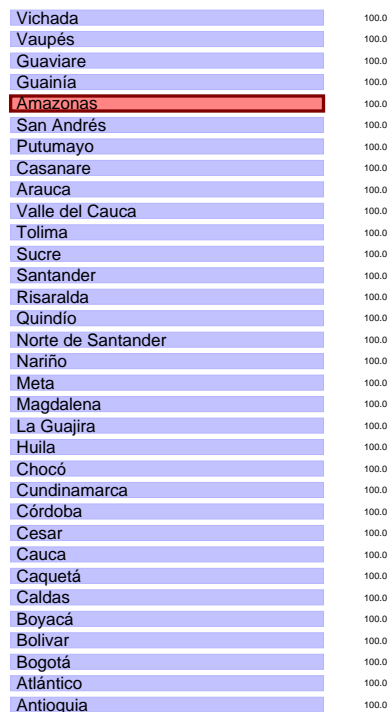 Vichada 100.0
Vaupés 100.0
Guaviare 100.0
Guainía 100.0
Amazonas 100.0
San Andrés 100.0
Putumayo 100.0
Casanare 100.0
Arauca 100.0
Valle del Cauca 100.0
Tolima 100.0
Sucre 100.0
Santander 100.0
Risaralda 100.0
Quindío 100.0
Norte de Santander 100.0
Nariño 100.0
Meta 100.0
Magdalena 100.0
La Guajira 100.0
Huila 100.0
Chocó 100.0
Cundinamarca 100.0
Córdoba 100.0
Cesar 100.0
Cauca 100.0
Caquetá 100.0
Caldas 100.0
Boyacá 100.0
Bolivar 100.0
Bogotá 100.0
Atlántico 100.0
Antioquia 100.0